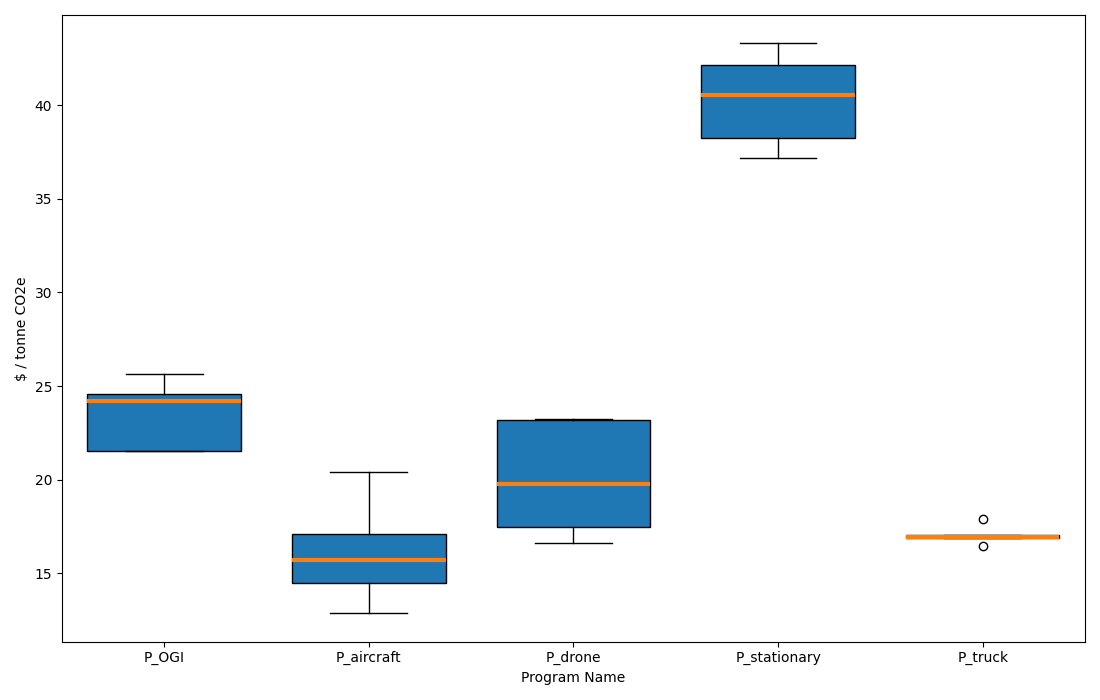 $ / tonne CO2e
40
35
30
25
20
15
P_OGI P_aircraft P_drone P_stationary P_truck
Program Name